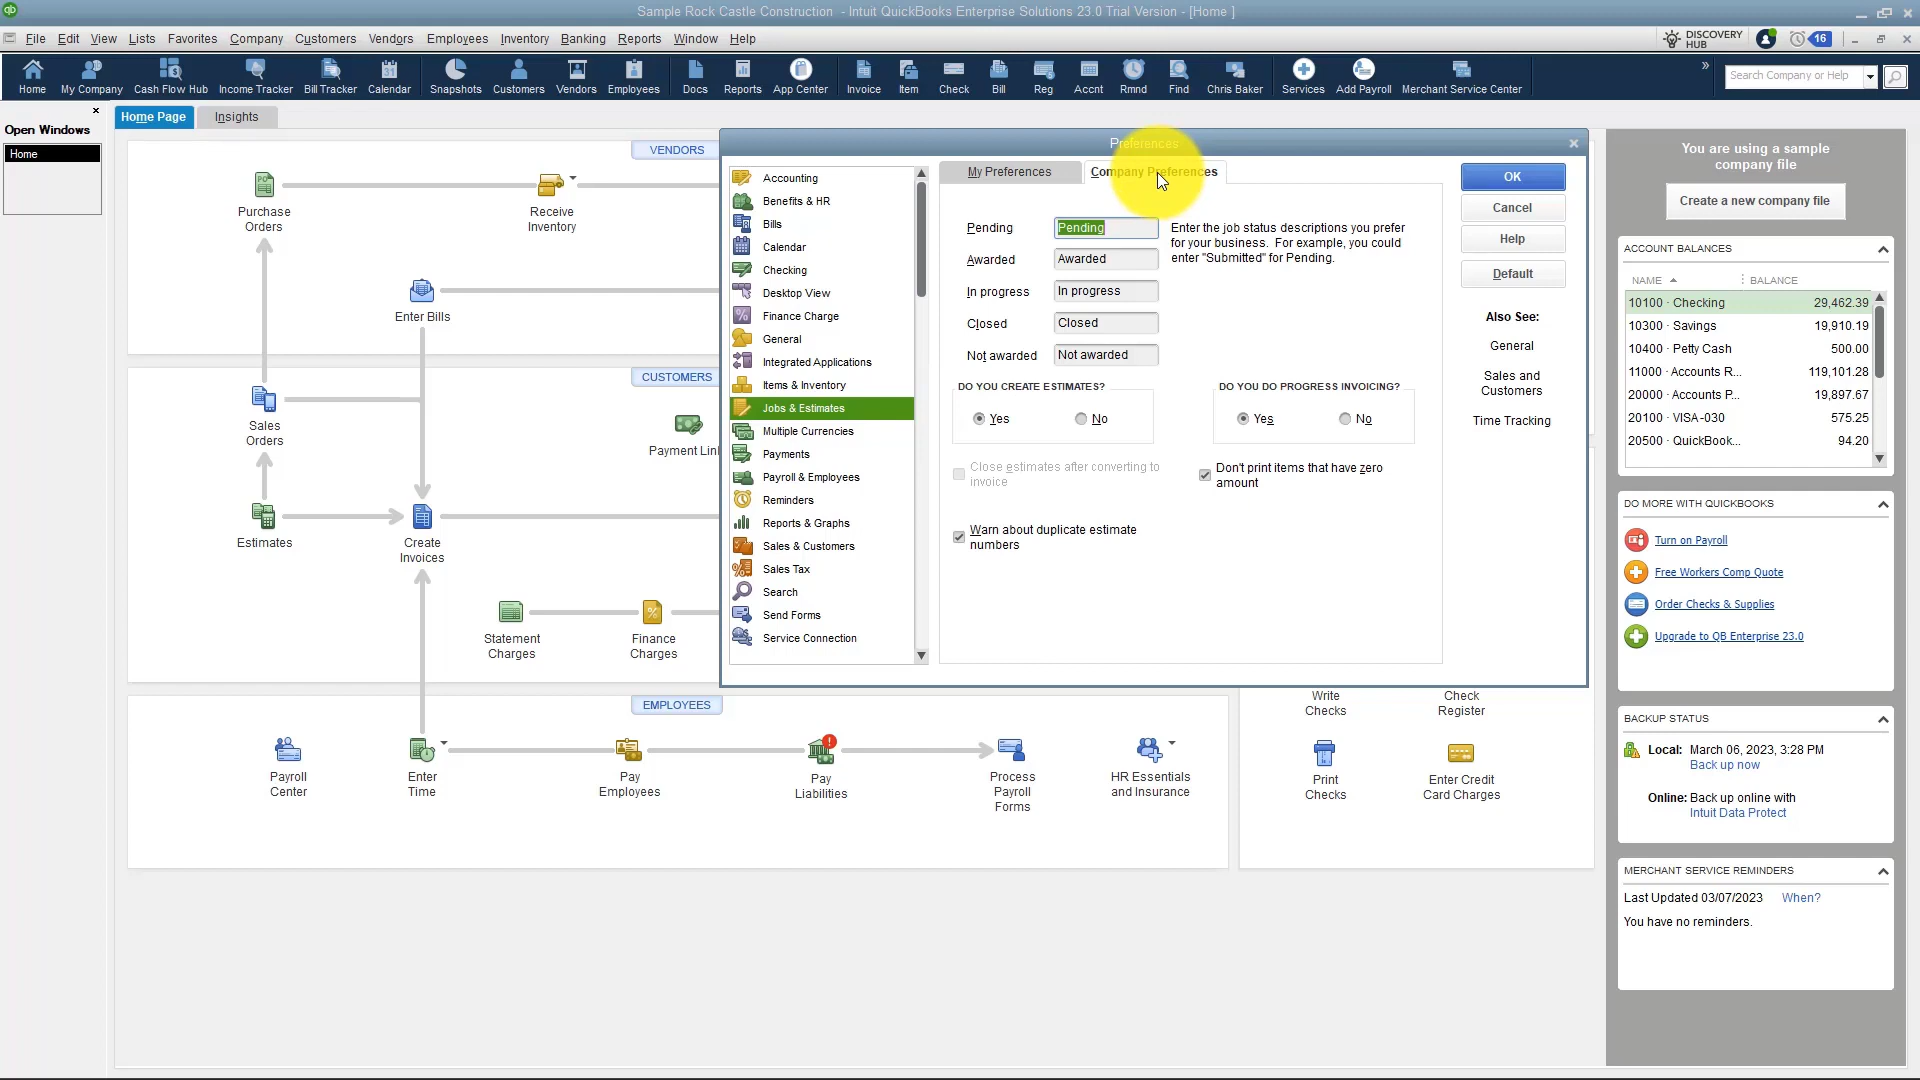 Sample Rock Castle Construction - Intuit QuickBooks Enterprise Solutions 23.0 Trial Version - [Home ]
File Edit View Lists Favorites Company Customers Vendors Employees Inventory Banking Reports Window Help
DISCOVERY
HUB
16
Home My Company Cash Flow Hub Income Tracker Bill Tracker Calendar Snapshots Customers Vendors Employees Docs Reports App Center Invoice Item Check Bill Reg Accnt Rmnd Find Chris Baker Services Add Payroll Merchant Service Center
Search Company or Help
Open Windows
Home
Home Page
Insights
VENDORS
Purchase
Orders
Receive
Inventory
Enter Bills
CUSTOMERS
Sales
Orders
Payment Lin
Estimates
Create
Invoices
Statement
Charges
Finance
Charges
EMPLOYEES
Payroll
Center
Enter
Time
Pay
Employees
Pay
Liabilities
Process
Payroll
Forms
HR Essentials
and Insurance
Write
Checks
Check
Register
Print
Checks
Enter Credit
Card Charges
Preferences
Accounting
Benefits & HR
Bills
Calendar
Checking
Desktop View
Finance Charge
General
Integrated Applications
Items & Inventory
Jobs & Estimates
Multiple Currencies
Payments
Payroll & Employees
Reminders
Reports & Graphs
Sales & Customers
Sales Tax
Search
Send Forms
Service Connection
My Preferences
Company Preferences
Pending Pending
Awarded Awarded
In progress In progress
Closed Closed
Not awarded Not awarded
Enter the job status descriptions you prefer
for your business. For example, you could
enter "Submitted" for Pending.
DO YOU CREATE ESTIMATES?
Yes No
DO YOU DO PROGRESS INVOICING?
Yes No
Close estimates after converting to
invoice
Don't print items that have zero
amount
Warn about duplicate estimate
numbers
OK
Cancel
Help
Default
Also See:
General
Sales and
Customers
Time Tracking
You are using a sample
company file
Create a new company file
ACCOUNT BALANCES
NAME BALANCE
10100 · Checking 29,462.39
10300 · Savings 19,910.19
10400 · Petty Cash 500.00
11000 · Accounts R... 119,101.28
20000 · Accounts P... 19,897.67
20100 · VISA-030 575.25
20500 · QuickBook... 94.20
DO MORE WITH QUICKBOOKS
Turn on Payroll
Free Workers Comp Quote
Order Checks & Supplies
Upgrade to QB Enterprise 23.0
BACKUP STATUS
Local: March 06, 2023, 3:28 PM
Back up now
Online: Back up online with
Intuit Data Protect
MERCHANT SERVICE REMINDERS
Last Updated 03/07/2023 When?
You have no reminders.